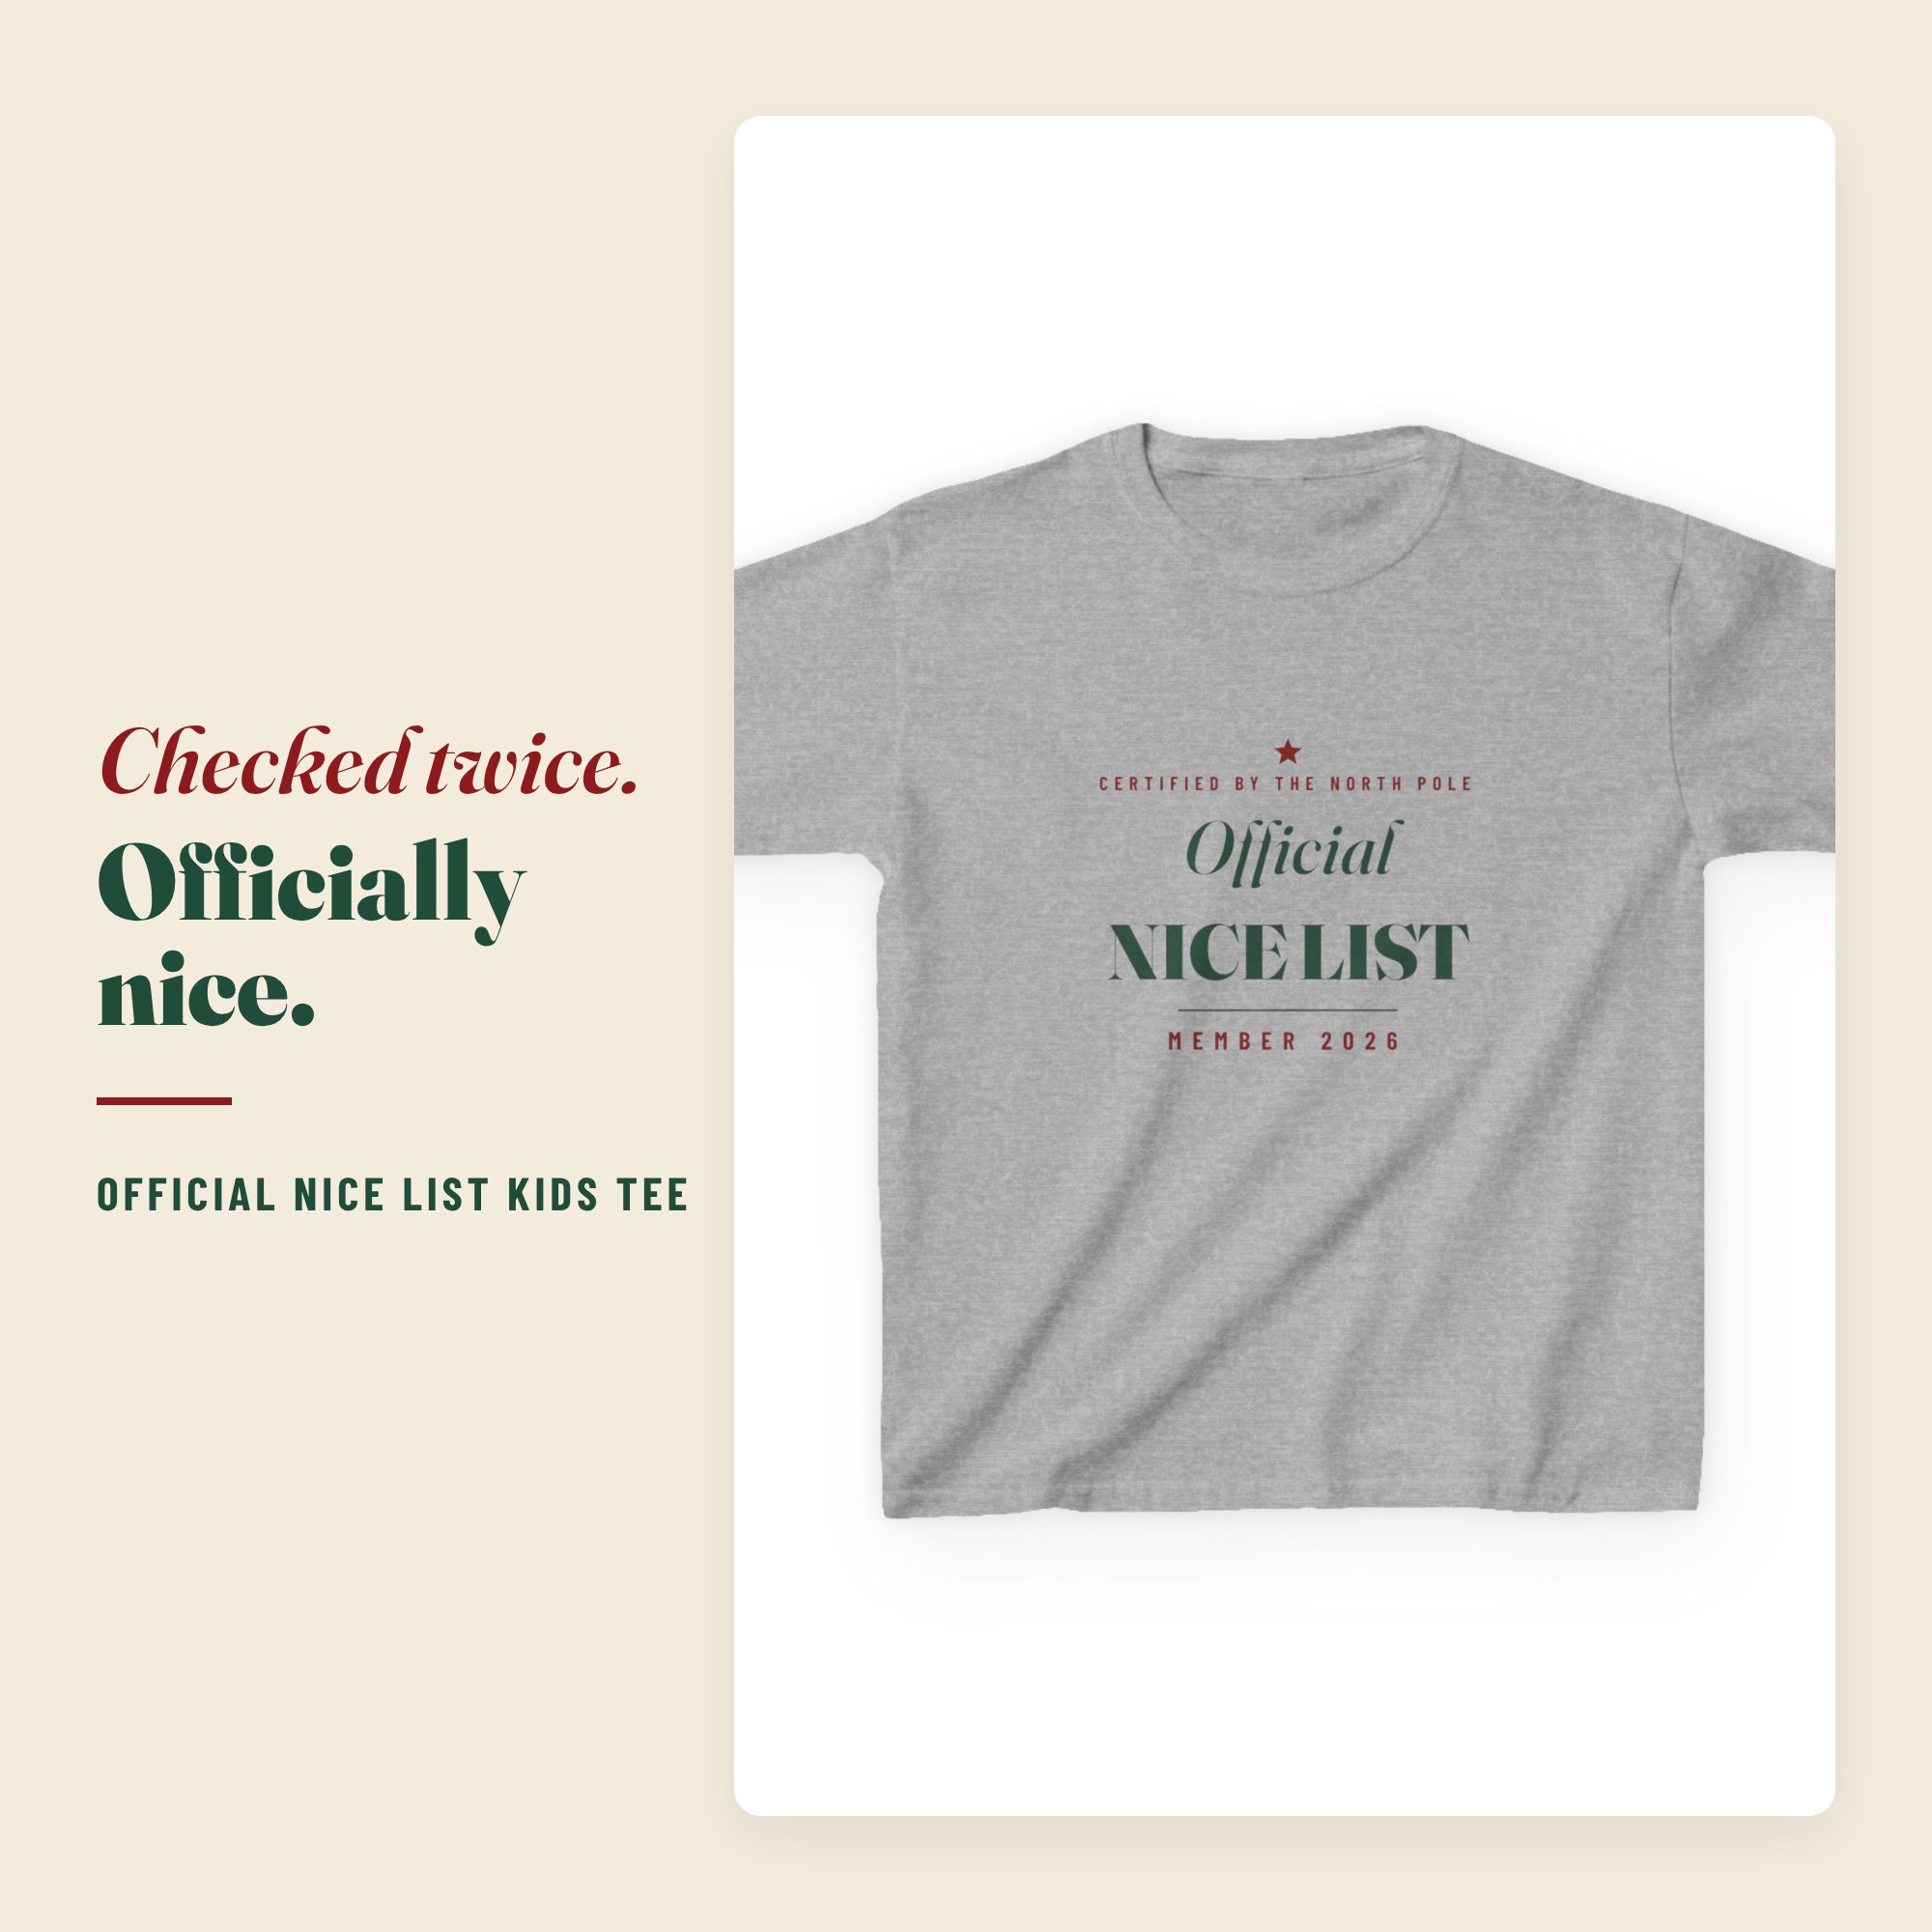 Checked twice.
Officially
nice.
OFFICIAL NICE LIST KIDS TEE
CERTIFIED BY THE NORTH POLE
Official
NICE LIST
MEMBER 2026